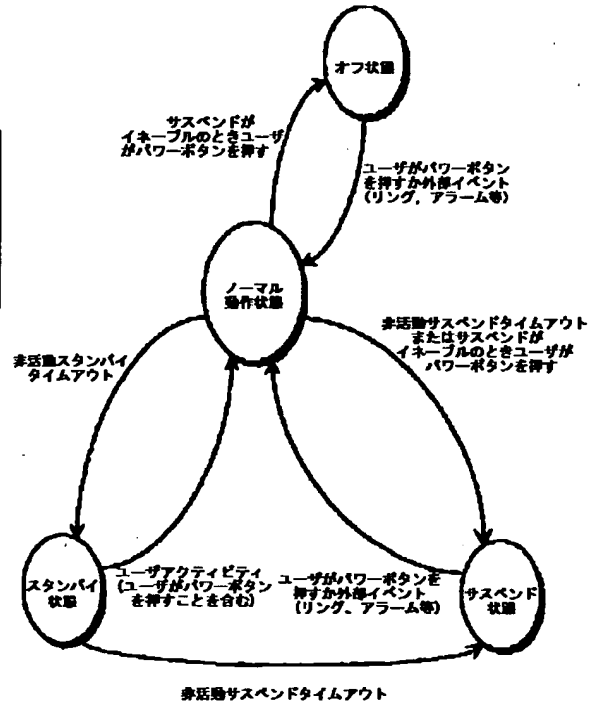 オフ状態
サスペンドが
イネーブルのときユーザ
がパワーボタンを押す
ユーザがパワーボタン
を押すか外部イベント
(リング，アラーム等)
ノーマル
動作状態
非活動サスペンドタイムアウト
またはサスペンドが
イネーブルのときユーザが
パワーボタンを押す
非活動スタンバイ
タイムアウト
スタンバイ
状態
ユーザアクティビティ
(ユーザがパワーボタン
を押すことを含む)
ユーザがパワーボタンを
押すか外部イベント
(リング、アラーム等)
サスペンド
状態
非活動サスペンドタイムアウト